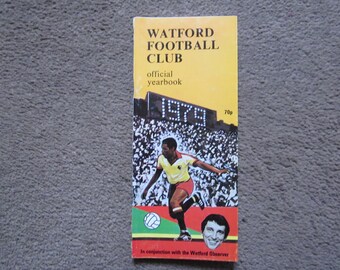 WATFORD
FOOTBALL
CLUB
official
yearbook
1979
70p
In conjunction with the Watford Observer